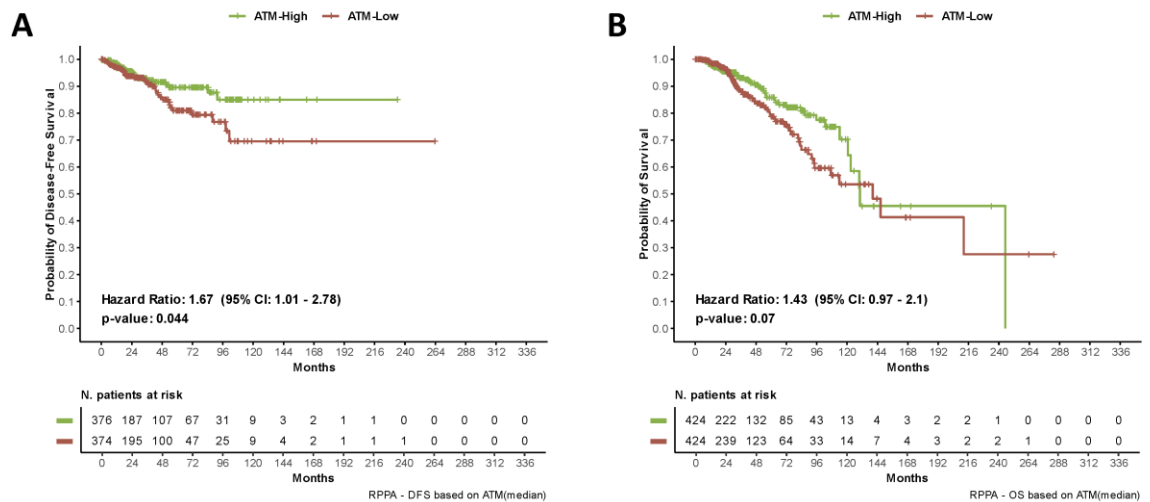 A
ATM-High ATM-Low
Probability of Disease-Free Survival
1.0
0.9
0.8
0.7
0.6
0.5
0.4
0.3
0.2
0.1
0.0
Hazard Ratio: 1.67 (95% CI: 1.01 - 2.78)
p-value: 0.044
0 24 48 72 96 120 144 168 192 216 240 264 288 312 336
Months
N. patients at risk
376 187 107 67 31 9 3 2 1 1 0 0 0 0 0
374 195 100 47 25 9 4 2 1 1 1 0 0 0 0
0 24 48 72 96 120 144 168 192 216 240 264 288 312 336
Months
RPPA - DFS based on ATM(median)
B
ATM-High ATM-Low
Probability of Survival
1.0
0.9
0.8
0.7
0.6
0.5
0.4
0.3
0.2
0.1
0.0
Hazard Ratio: 1.43 (95% CI: 0.97 - 2.1)
p-value: 0.07
0 24 48 72 96 120 144 168 192 216 240 264 288 312 336
Months
N. patients at risk
424 222 132 85 43 13 4 3 2 2 1 0 0 0 0
424 239 123 64 33 14 7 4 3 2 2 1 0 0 0
0 24 48 72 96 120 144 168 192 216 240 264 288 312 336
Months
RPPA - OS based on ATM(median)